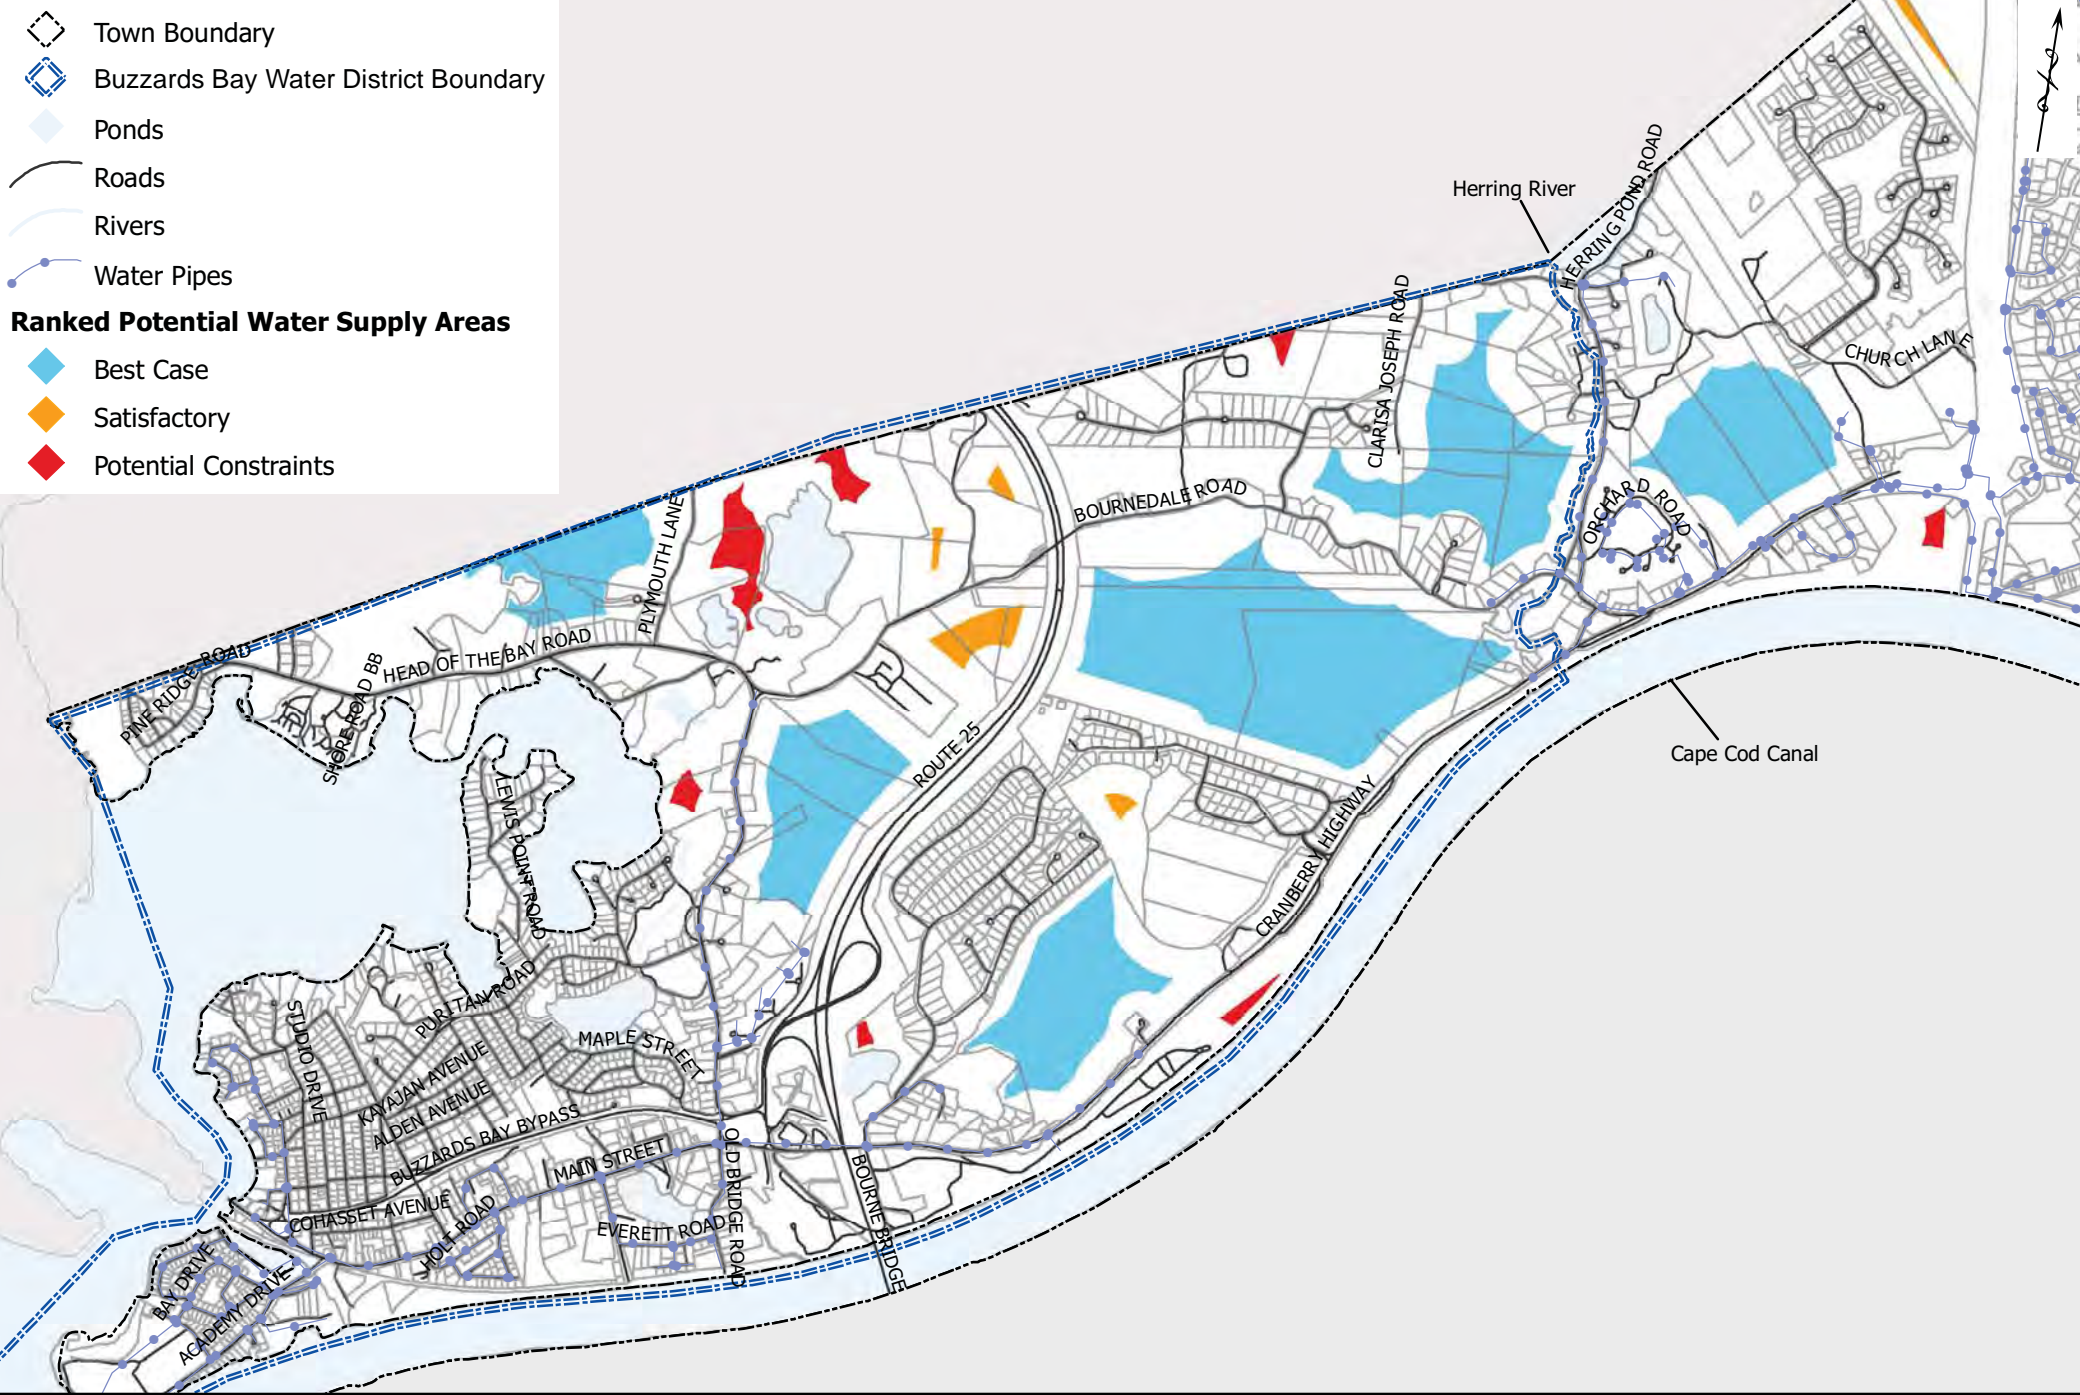 Town Boundary
Buzzards Bay Water District Boundary
Ponds
Roads
Rivers
Water Pipes
Ranked Potential Water Supply Areas
Best Case
Satisfactory
Potential Constraints
Herring River
HERRING POND ROAD
CHURCH LANE
CLARISA JOSEPH ROAD
BOURNEDALE ROAD
ORCHARD ROAD
PLYMOUTH LANE
HEAD OF THE BAY ROAD
PINE RIDGE ROAD
SHORE ROAD BB
LEWIS POINT ROAD
ROUTE 25
Cape Cod Canal
CRANBERRY HIGHWAY
PURITAN ROAD
STUDIO DRIVE
MAPLE STREET
KAYAJAN AVENUE
ALDEN AVENUE
BUZZARDS BAY BYPASS
MAIN STREET
OLD BRIDGE ROAD
BOURNE BRIDGE
COHASSET AVENUE
HOLT ROAD
EVERETT ROAD
BAY DRIVE
ACADEMY DRIVE